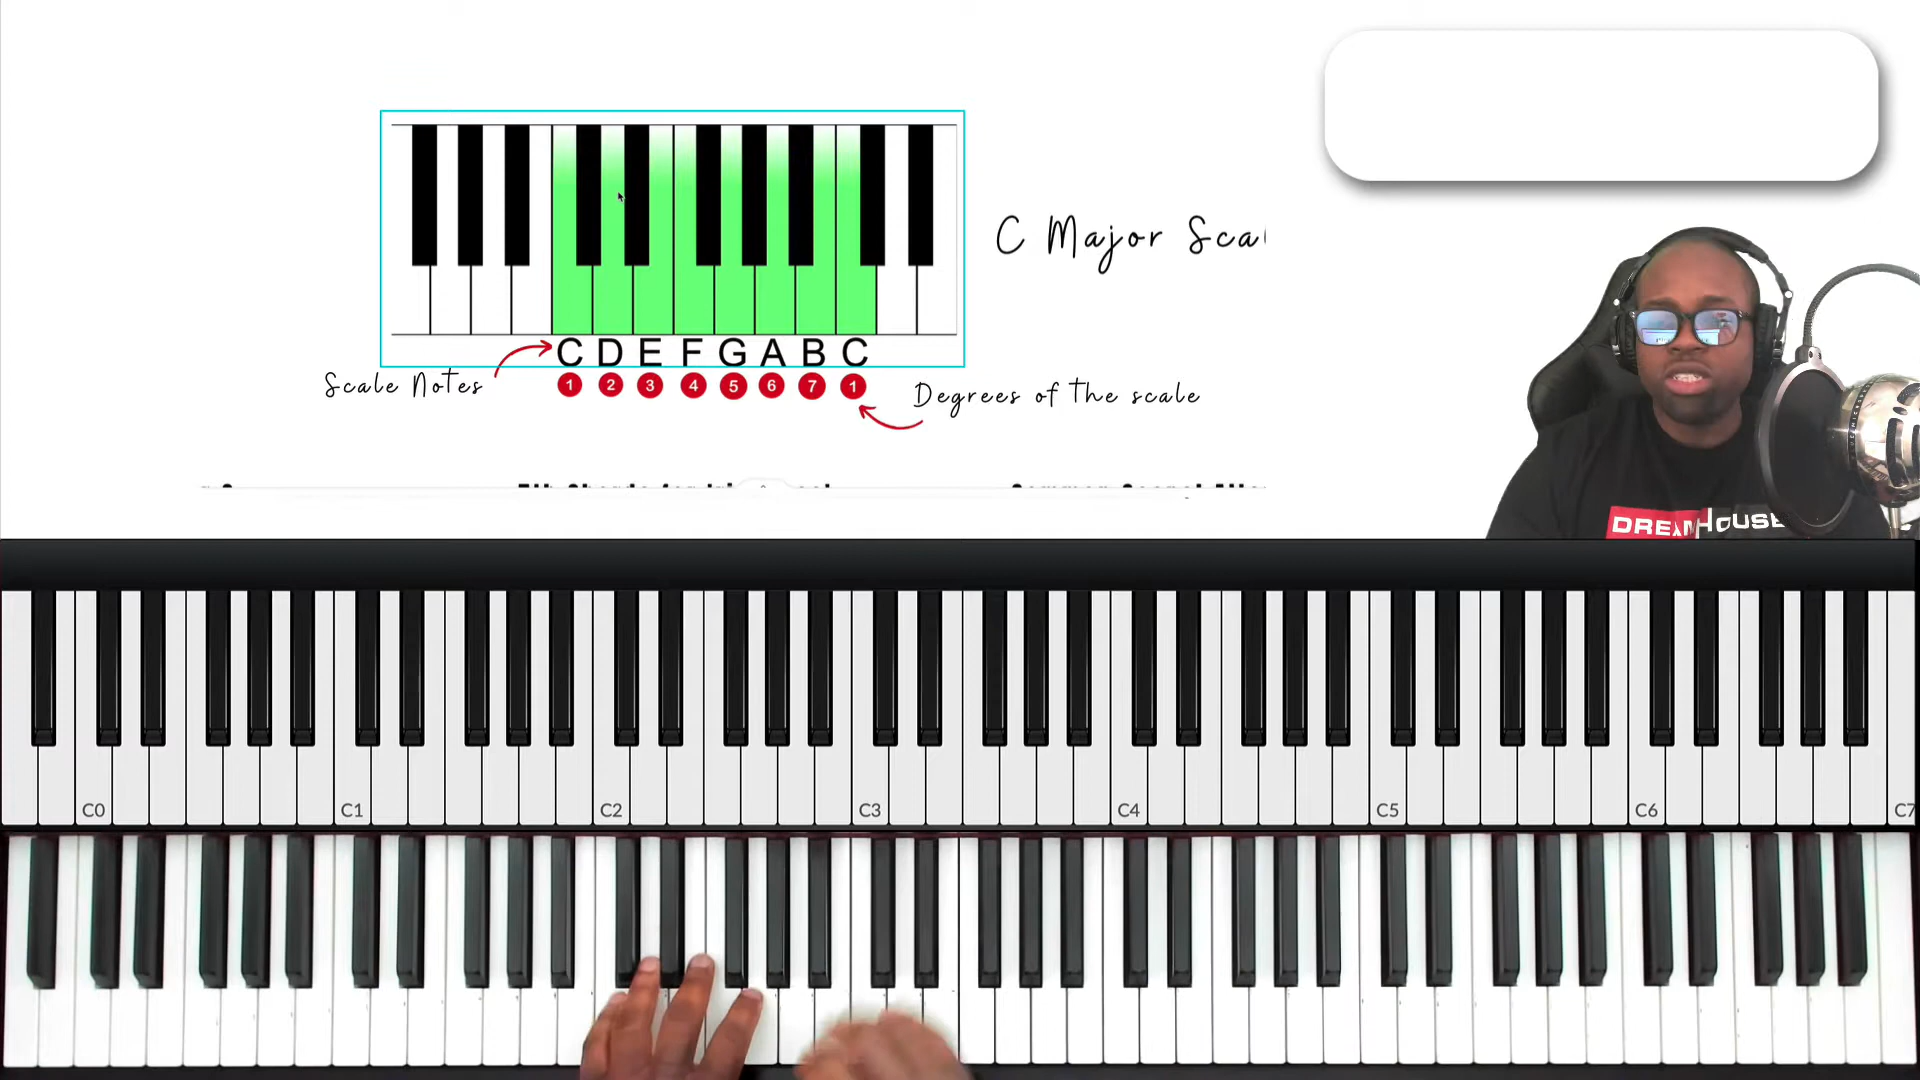 C Major Scal
C D E F G A B C
Scale Notes
1 2 3 4 5 6 7 1
Degrees of the scale
DREAMHOUSE
C0 C1 C2 C3 C4 C5 C6 C7